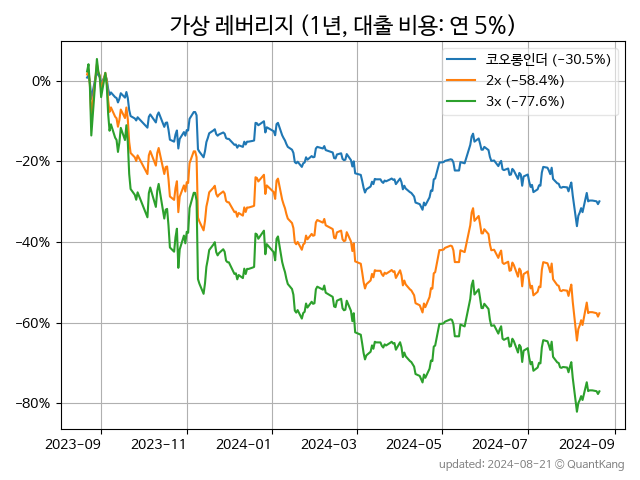 가상 레버리지 (1년, 대출 비용: 연 5%)
코오롱인더 (−30.5%)
2x (−58.4%)
3x (−77.6%)
0%
−20%
−40%
−60%
−80%
2023-09 2023-11 2024-01 2024-03 2024-05 2024-07 2024-09
updated: 2024-08-21 © QuantKang